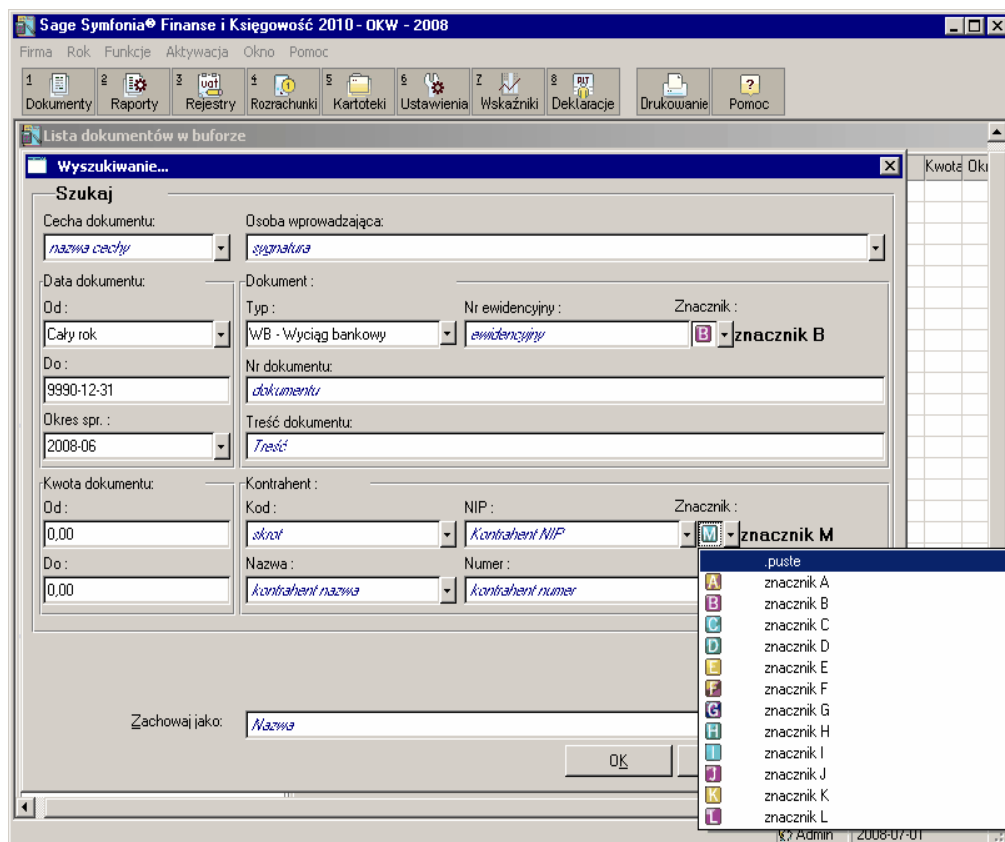 Sage Symfonia® Finanse i Księgowość 2010 - OKW - 2008
Firma Rok Funkcje Aktywacja Okno Pomoc
1 2 3 4 5 6 7 8
Dokumenty Raporty Rejestry Rozrachunki Kartoteki Ustawienia Wskaźniki Deklaracje Drukowanie Pomoc
Lista dokumentów w buforze
Wyszukiwanie...
Kwota
Szukaj
Cecha dokumentu: Osoba wprowadzająca:
nazwa cechy sygnatura
Data dokumentu: Dokument :
Od : Typ : Nr ewidencyjny : Znacznik :
Cały rok WB - Wyciąg bankowy ewidencyjny B znacznik B
Do : Nr dokumentu:
9990-12-31 dokumentu
Okres spr. : Treść dokumentu:
2008-06 Treść
Kwota dokumentu: Kontrahent :
Od : Kod : NIP : Znacznik :
0,00 skrot Kontrahent NIP M znacznik M
Do : Nazwa : Numer :
0,00 kontrahent nazwa kontrahent numer
.puste
A znacznik A
B znacznik B
C znacznik C
D znacznik D
E znacznik E
F znacznik F
G znacznik G
H znacznik H
I znacznik I
J znacznik J
K znacznik K
L znacznik L
Zachowaj jako: Nazwa
OK
Admin 2008-07-01